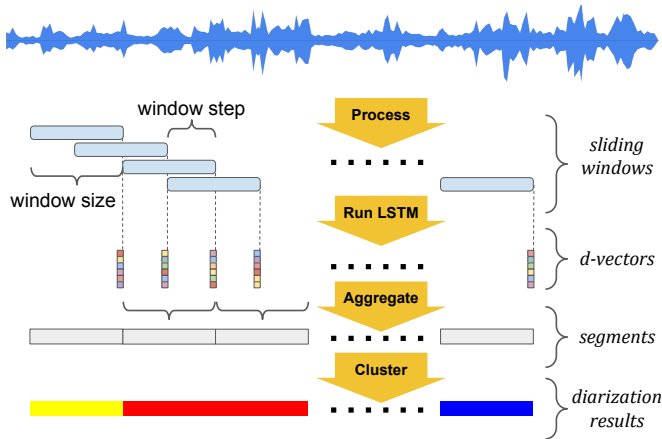 window step
Process
sliding
windows
window size
Run LSTM
d-vectors
Aggregate
segments
Cluster
diarization
results